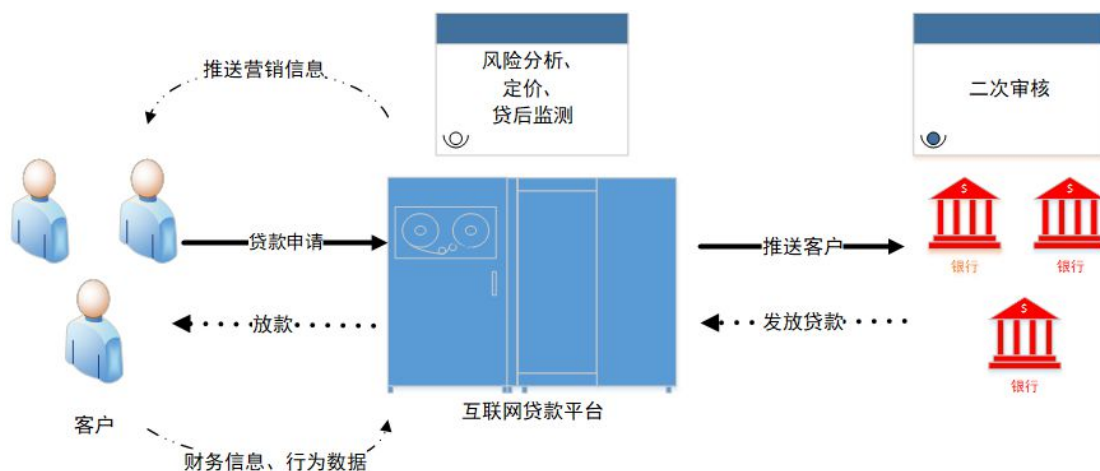 推送营销信息
风险分析、
定价、
贷后监测
二次审核
贷款申请
推送客户
银行
银行
放款
发放贷款
银行
客户
互联网贷款平台
财务信息、行为数据
$
$
$